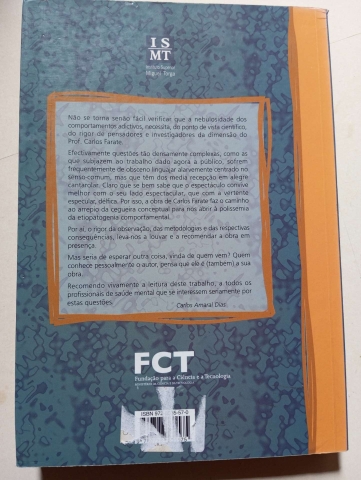 I S
MT
Instituto Superior
Miguel Torga
Não se torna senão fácil verificar que a nebulosidade dos
comportamentos adictivos, necessita, do ponto de vista científico,
do rigor de pensadores e investigadores da dimensão do
Prof. Carlos Farate.
Efectivamente questões tão densamente complexas, como as
que subjazem ao trabalho dado agora à público, sofrem
frequentemente de obsceno linguajar alarvemente centrado no
senso-comum, mas que têm dos media recepção em alegre
cantarolar. Claro que se bem sabe que o espectáculo convive
melhor com o seu lado espectacular, que com a vertente
especular, délfica. Por isso, a obra de Carlos Farate faz o caminho
ao arrepio da cegueira conceptual para nos abrir à polissemia
da etiopatogenia comportamental.
Por aí, o rigor da observação, das metodologias e das respectivas
consequências, leva-nos a louvar e a recomendar a obra em
presença.
Mas seria de esperar outra coisa, vinda de quem vem? Quem
conhece pessoalmente o autor, pensa que ele é (também) a sua
obra.
Recomendo vivamente a leitura deste trabalho, a todos os
profissionais de saúde mental que se interessem seriamente por
estas questões.
Carlos Amaral Dias
FCT
Fundação para a Ciência e a Tecnologia
ISBN 972